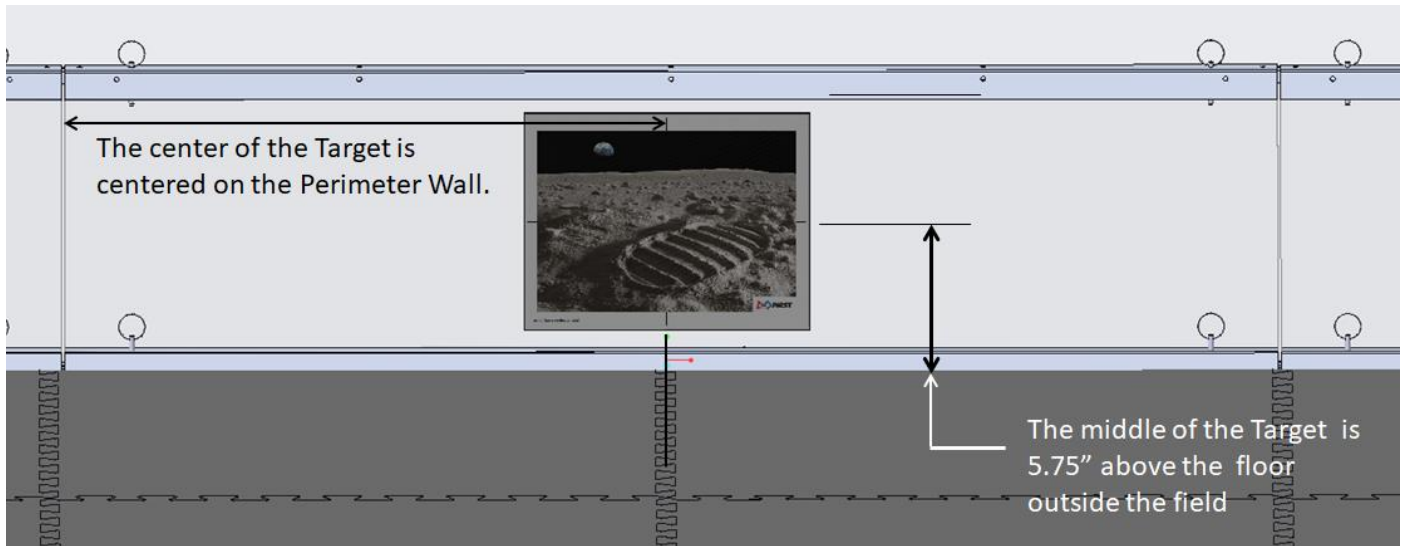 The center of the Target is
centered on the Perimeter Wall.
FIRST
The middle of the Target is
5.75” above the floor
outside the field